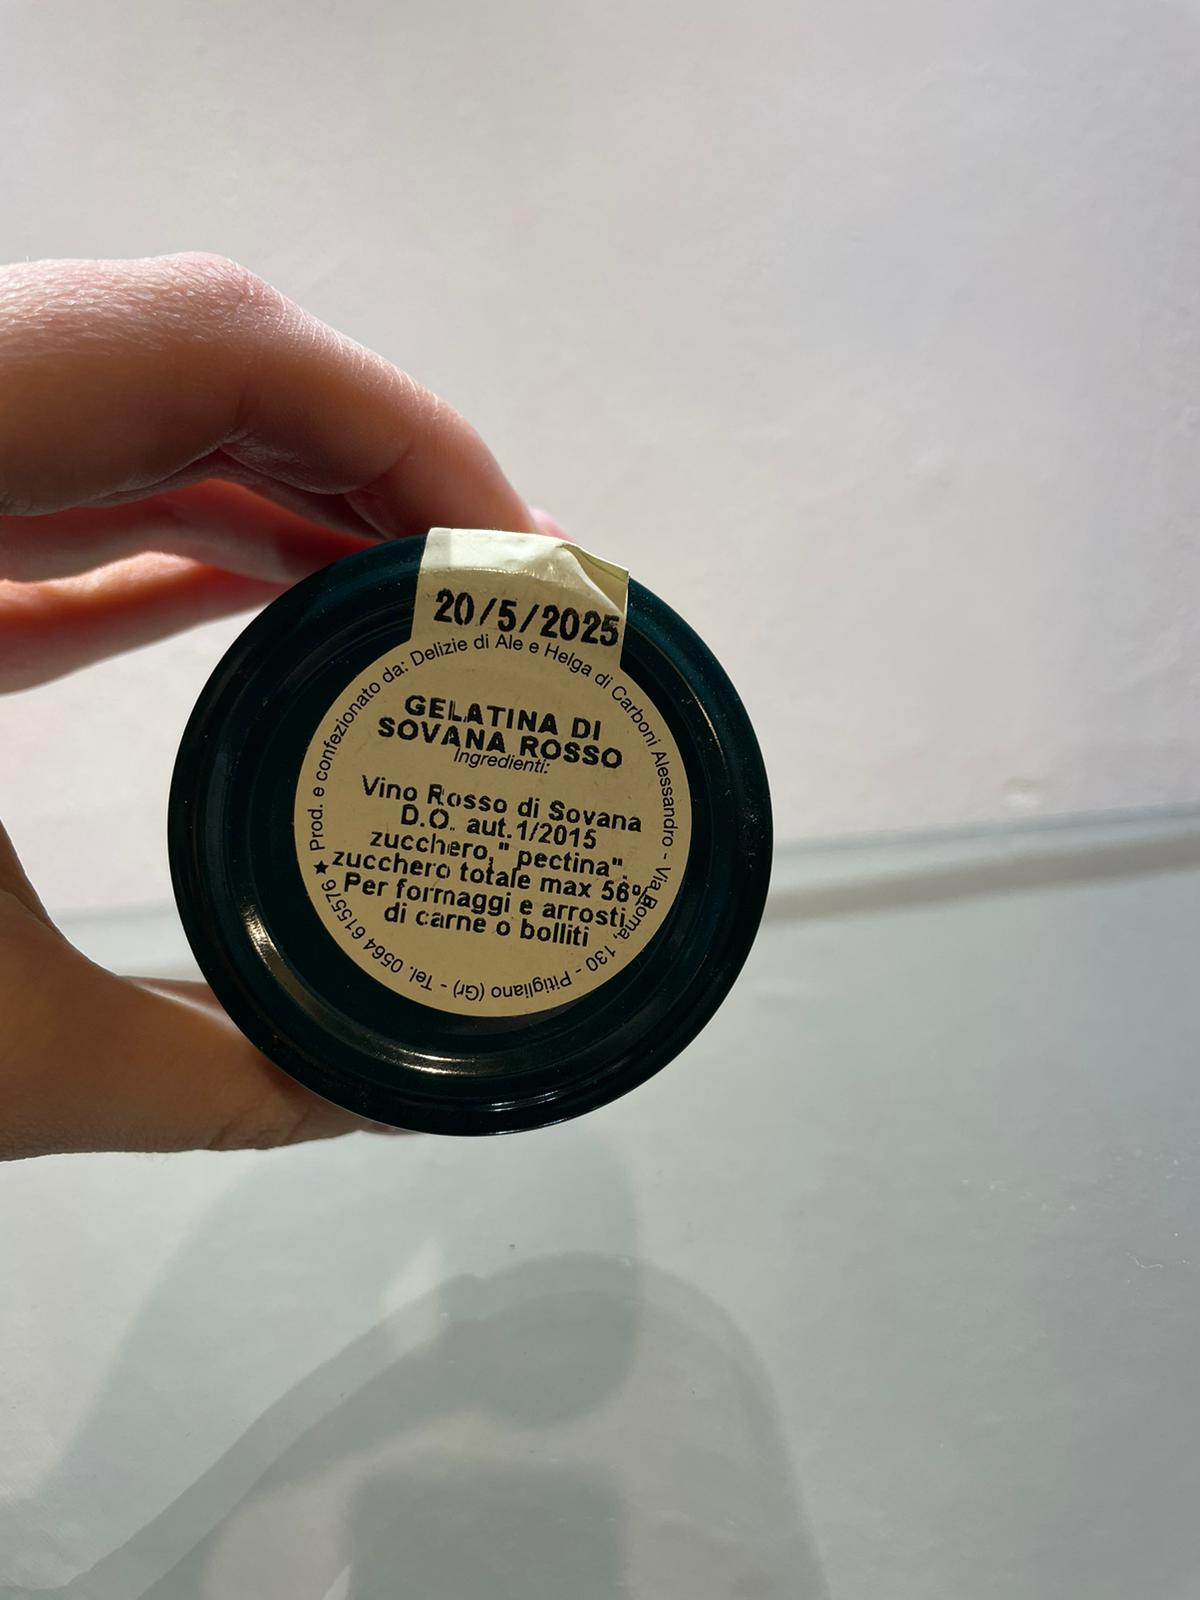 20/5/2025
★ Prod. e confezionato da: Delizie di Ale e Helga di Carboni Alessandro - Via Roma, 130 - Pitigliano (Gr) - Tel. 0564 615576
GELATINA DI
SOVANA ROSSO
Ingredienti:
Vino Rosso di Sovana
D.O. aut.1/2015
zucchero," pectina".
zucchero totale max 56%
Per formaggi e arrosti
di carne o bolliti